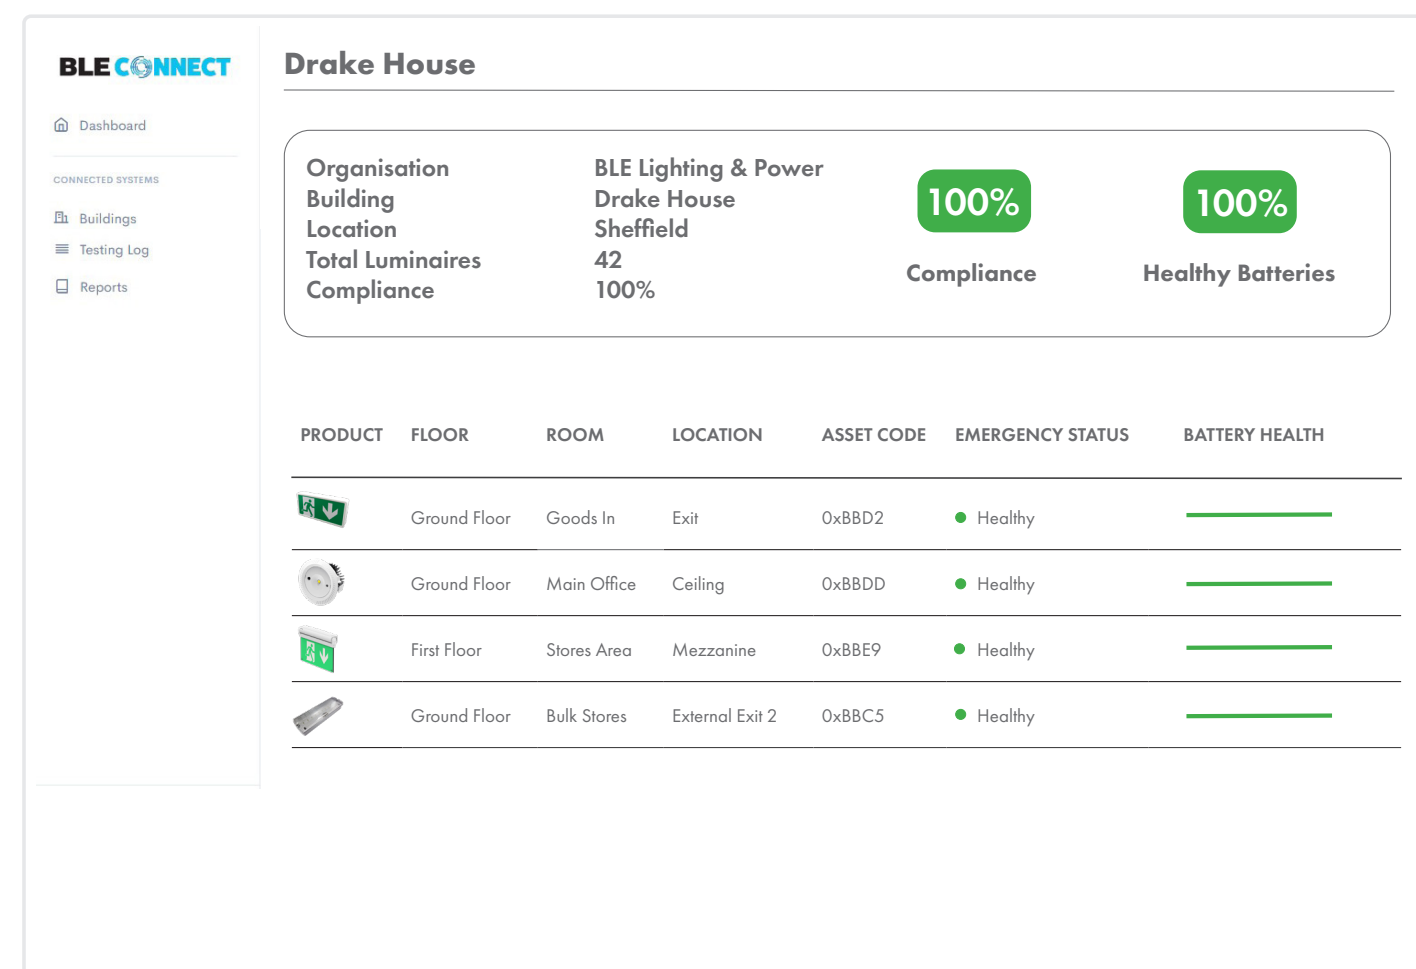 BLE CONNECT
Dashboard
CONNECTED SYSTEMS
Buildings
Testing Log
Reports
Drake House
Organisation BLE Lighting & Power
Building Drake House
Location Sheffield
Total Luminaires 42
Compliance 100%
100%
Compliance
100%
Healthy Batteries
PRODUCT FLOOR ROOM LOCATION ASSET CODE EMERGENCY STATUS BATTERY HEALTH
Ground Floor Goods In Exit 0xBBD2 Healthy
Ground Floor Main Office Ceiling 0xBBDD Healthy
First Floor Stores Area Mezzanine 0xBBE9 Healthy
Ground Floor Bulk Stores External Exit 2 0xBBC5 Healthy